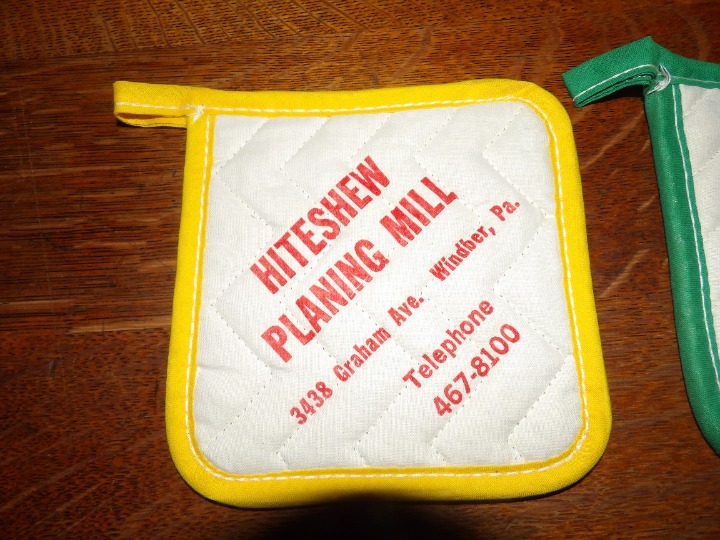 HITESHEW
PLANING MILL
3438 Graham Ave. Windber, Pa.
Telephone
467-8100